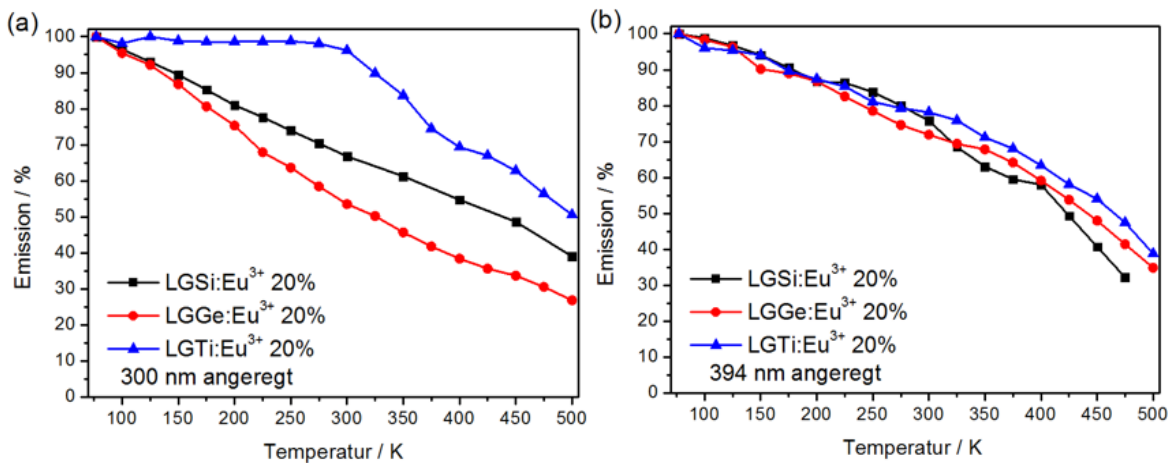 (a)
100
90
80
70
60
50
40
30
20
10
0
Emission / %
LGSi:Eu³⁺ 20%
LGGe:Eu³⁺ 20%
LGTi:Eu³⁺ 20%
300 nm angeregt
100 150 200 250 300 350 400 450 500
Temperatur / K
(b)
100
90
80
70
60
50
40
30
20
10
0
Emission / %
LGSi:Eu³⁺ 20%
LGGe:Eu³⁺ 20%
LGTi:Eu³⁺ 20%
394 nm angeregt
100 150 200 250 300 350 400 450 500
Temperatur / K